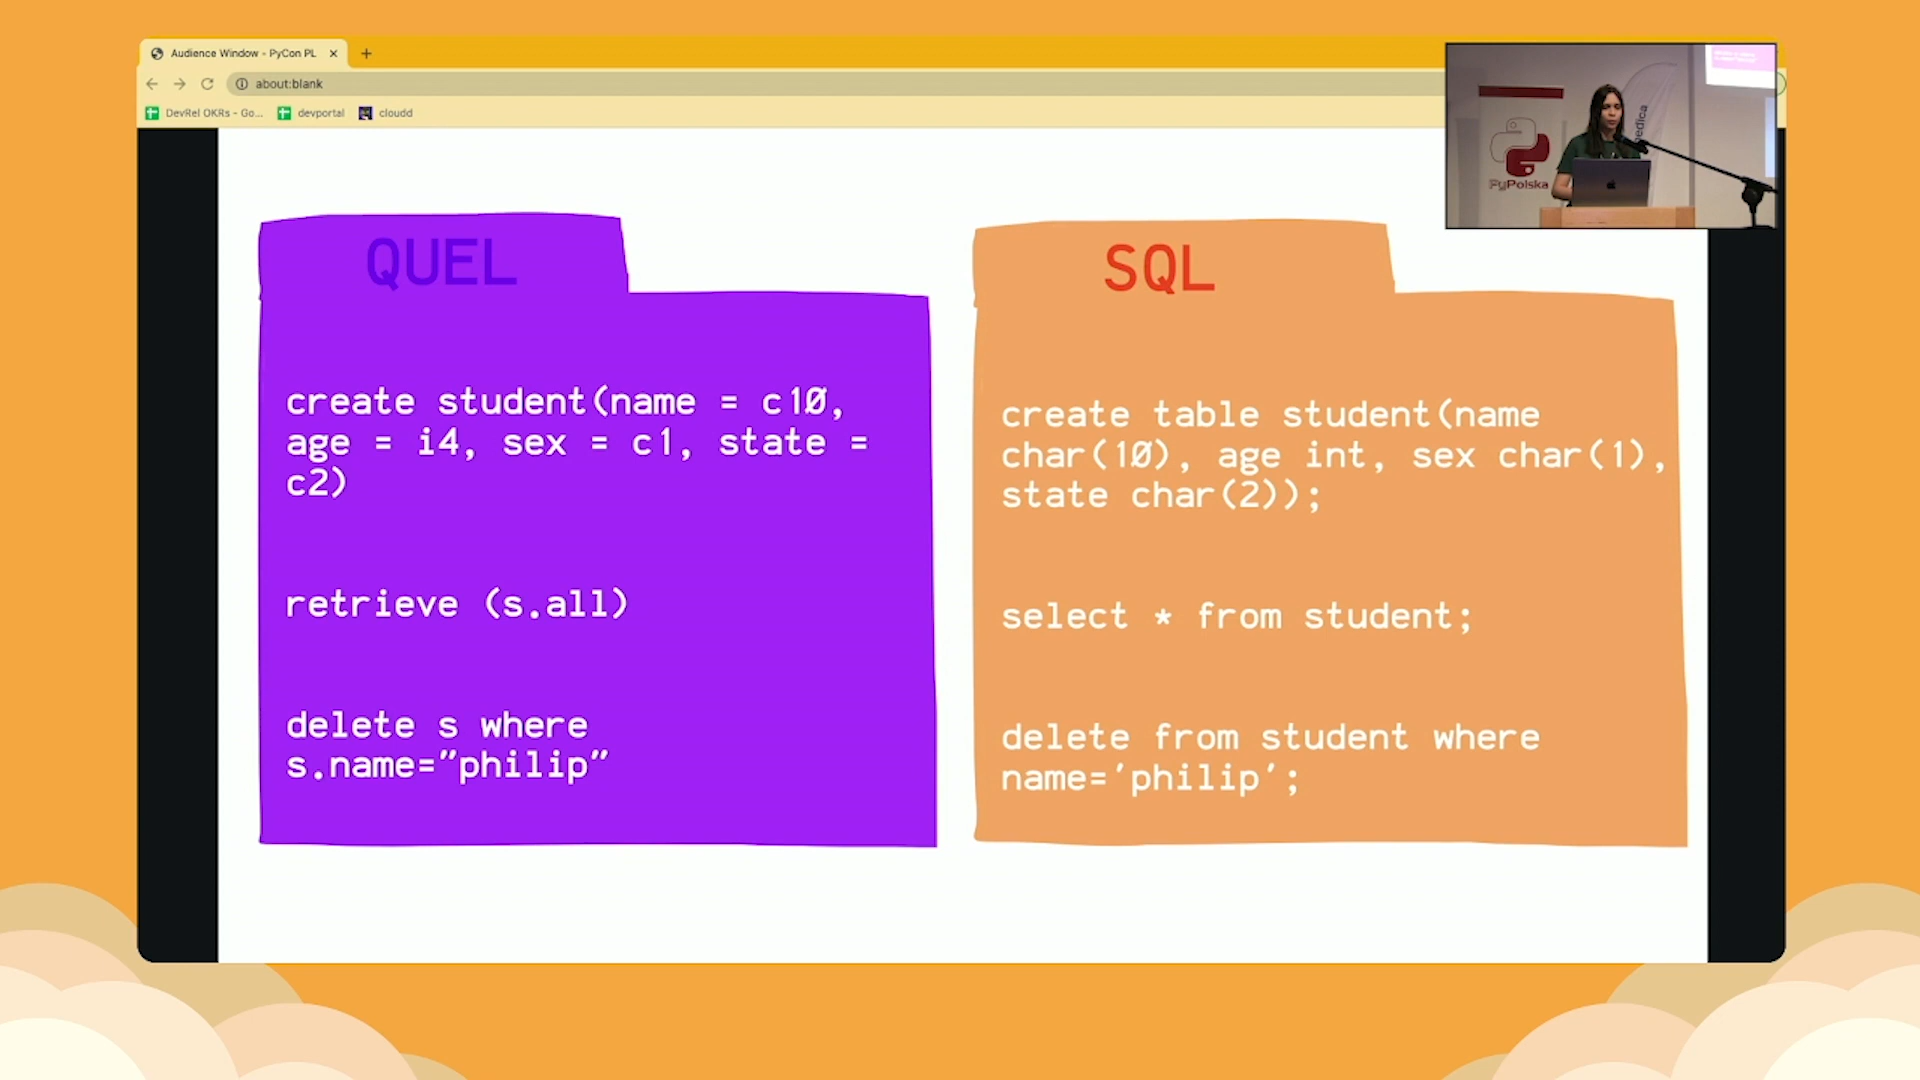 Audience Window - PyCon PL
about:blank
DevRel OKRs - Go...
devportal
cloudd
PyPolska
edica
QUEL
create student(name = c10,
age = i4, sex = c1, state =
c2)
retrieve (s.all)
delete s where
s.name="philip"
SQL
create table student(name
char(10), age int, sex char(1),
state char(2));
select * from student;
delete from student where
name='philip';